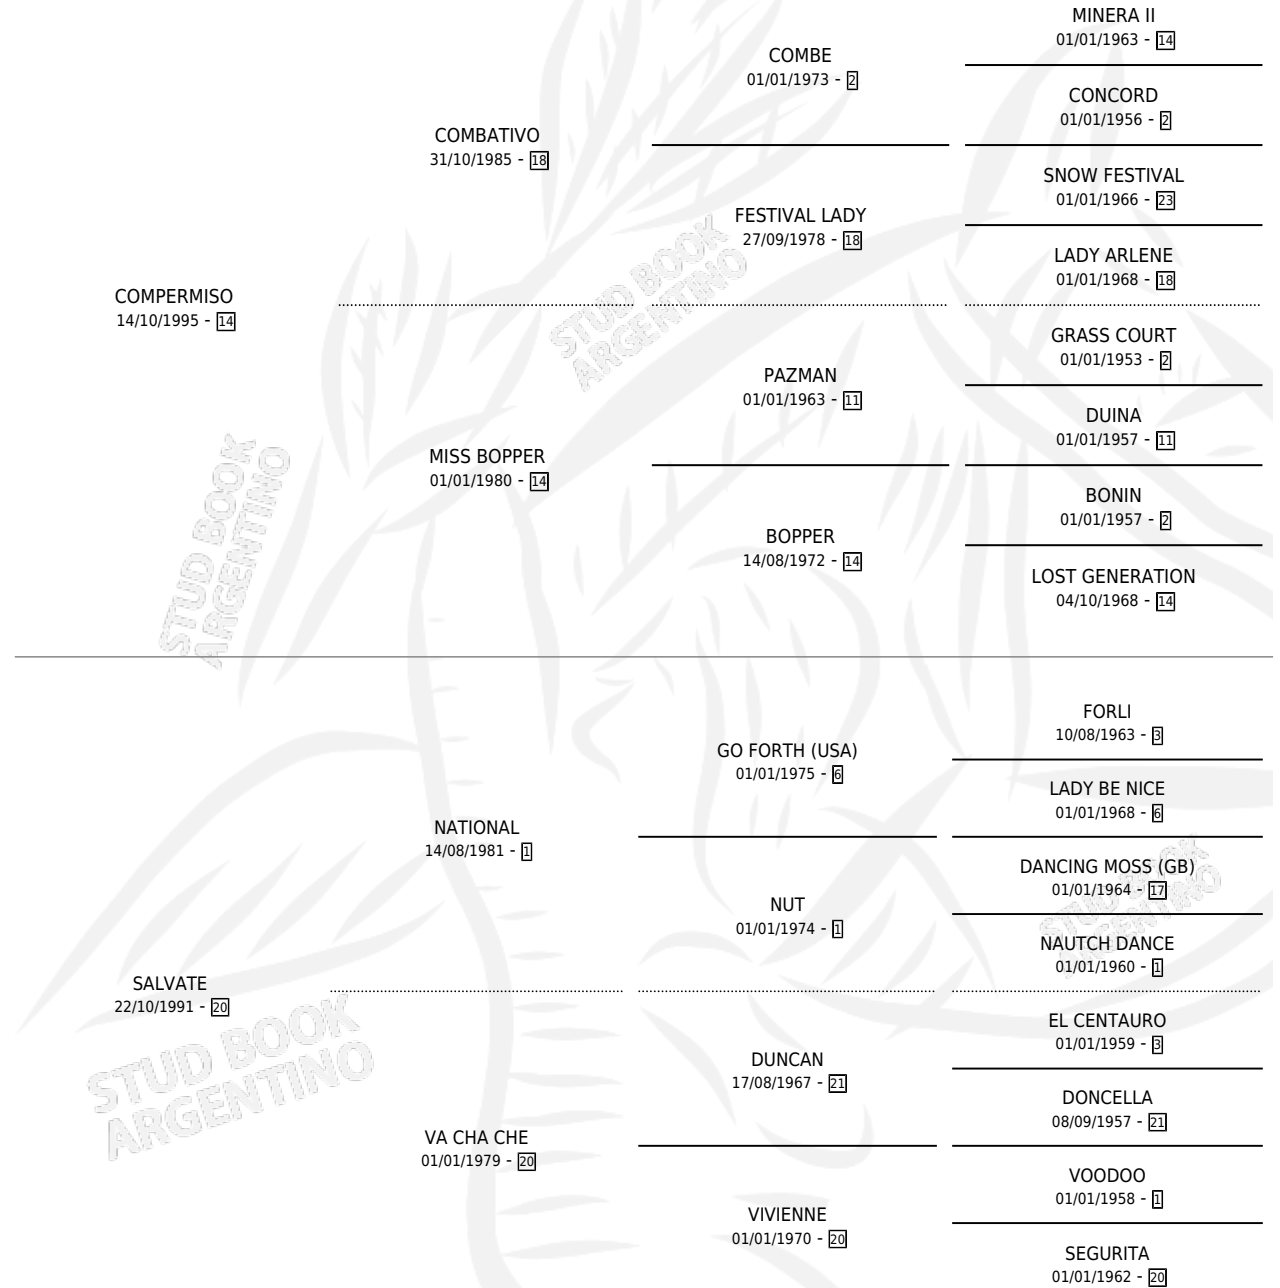 MINERA II
01/01/1963 - 14
COMBE
01/01/1973 - 2
CONCORD
01/01/1956 - 2
COMBATIVO
31/10/1985 - 18
SNOW FESTIVAL
01/01/1966 - 23
FESTIVAL LADY
27/09/1978 - 18
LADY ARLENE
01/01/1968 - 18
COMPERMISO
14/10/1995 - 14
GRASS COURT
01/01/1953 - 2
PAZMAN
01/01/1963 - 11
DUINA
01/01/1957 - 11
MISS BOPPER
01/01/1980 - 14
BONIN
01/01/1957 - 2
BOPPER
14/08/1972 - 14
LOST GENERATION
04/10/1968 - 14
STUD BOOK
ARGENTINO
STUD BOOK
ARGENTINO
FORLI
10/08/1963 - 3
GO FORTH (USA)
01/01/1975 - 6
LADY BE NICE
01/01/1968 - 6
NATIONAL
14/08/1981 - 1
DANCING MOSS (GB)
01/01/1964 - 17
NUT
01/01/1974 - 1
NAUTCH DANCE
01/01/1960 - 1
SALVATE
22/10/1991 - 20
EL CENTAURO
01/01/1959 - 3
DUNCAN
17/08/1967 - 21
DONCELLA
08/09/1957 - 21
VA CHA CHE
01/01/1979 - 20
VOODOO
01/01/1958 - 1
VIVIENNE
01/01/1970 - 20
SEGURITA
01/01/1962 - 20
STUD BOOK
ARGENTINO
STUD BOOK
ARGENTINO